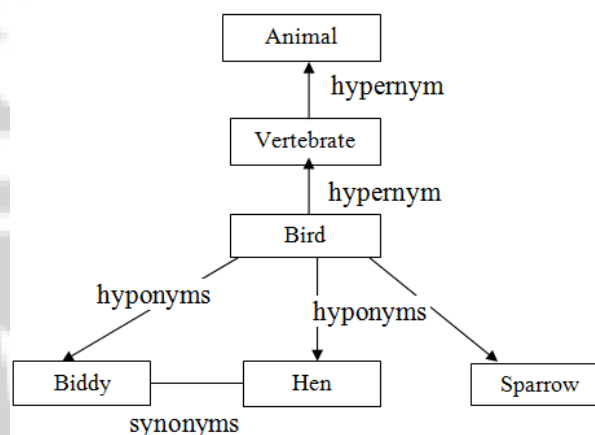 Animal
hypernym
Vertebrate
hypernym
Bird
hyponyms
hyponyms
Biddy
Hen
Sparrow
synonyms